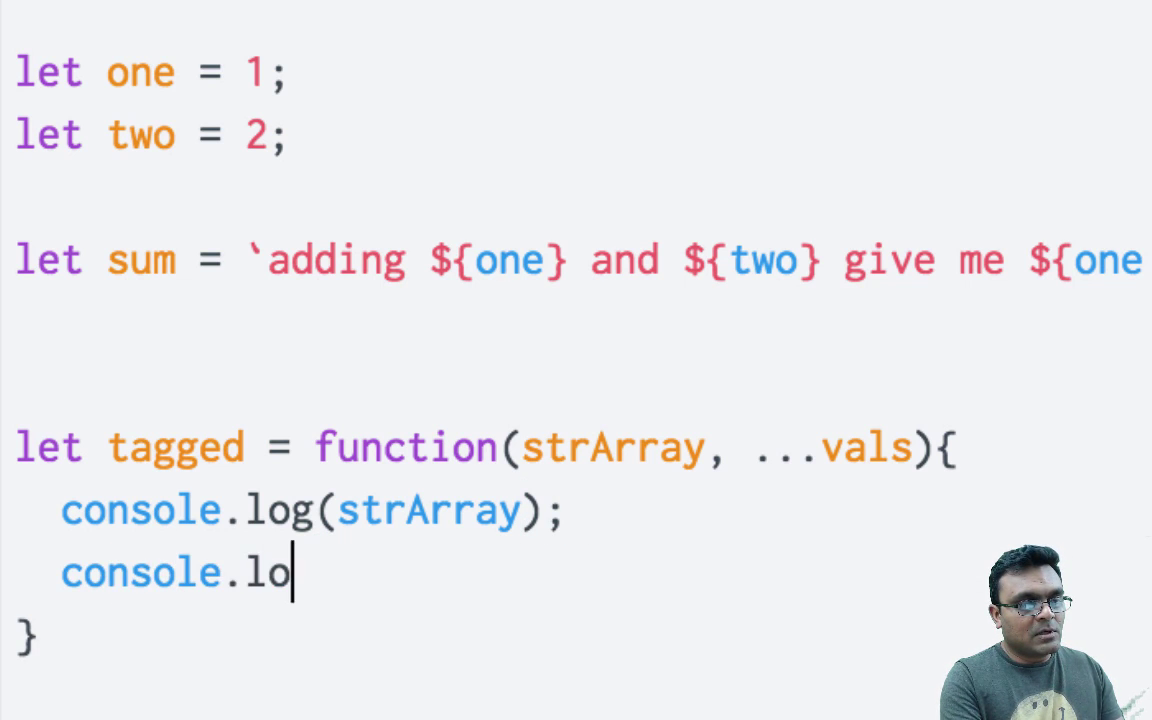 let one = 1;
let two = 2;
let sum = `adding ${one} and ${two} give me ${one
let tagged = function(strArray, ...vals){
console.log(strArray);
console.lo
}